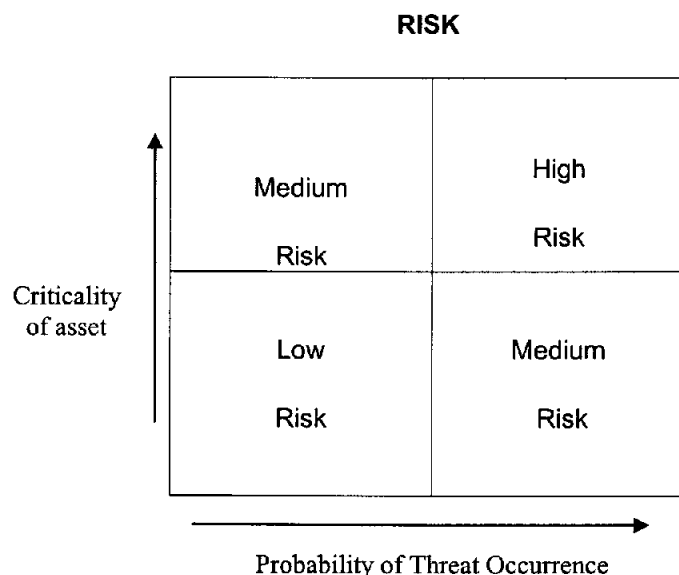 RISK
Medium
Risk
High
Risk
Criticality
of asset
Low
Risk
Medium
Risk
Probability of Threat Occurrence